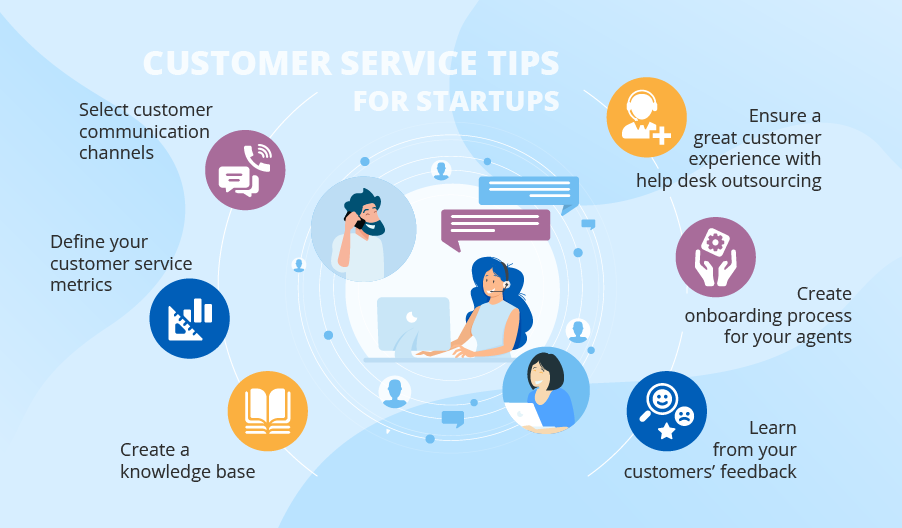 CUSTOMER SERVICE TIPS
FOR STARTUPS
Select customer
communication
channels
Define your
customer service
metrics
Create a
knowledge base
Ensure a
great customer
experience with
help desk outsourcing
Create
onboarding process
for your agents
Learn
from your
customers’ feedback